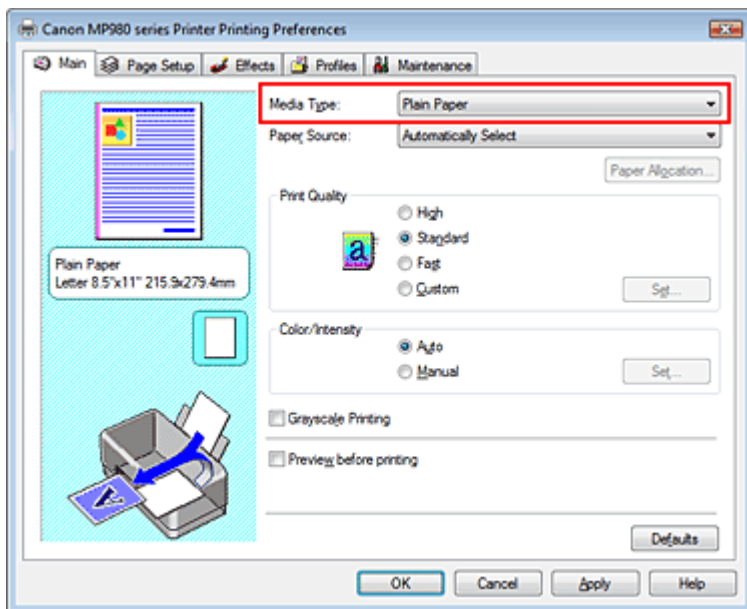 Canon MP980 series Printer Printing Preferences
Main Page Setup Effects Profiles Maintenance
Media Type: Plain Paper
Paper Source: Automatically Select
Paper Allocation...
Print Quality
High
Standard
Fast
Custom Set...
Plain Paper
Letter 8.5"x11" 215.9x279.4mm
Color/Intensity
Auto
Manual Set...
Grayscale Printing
Preview before printing
Defaults
OK Cancel Apply Help